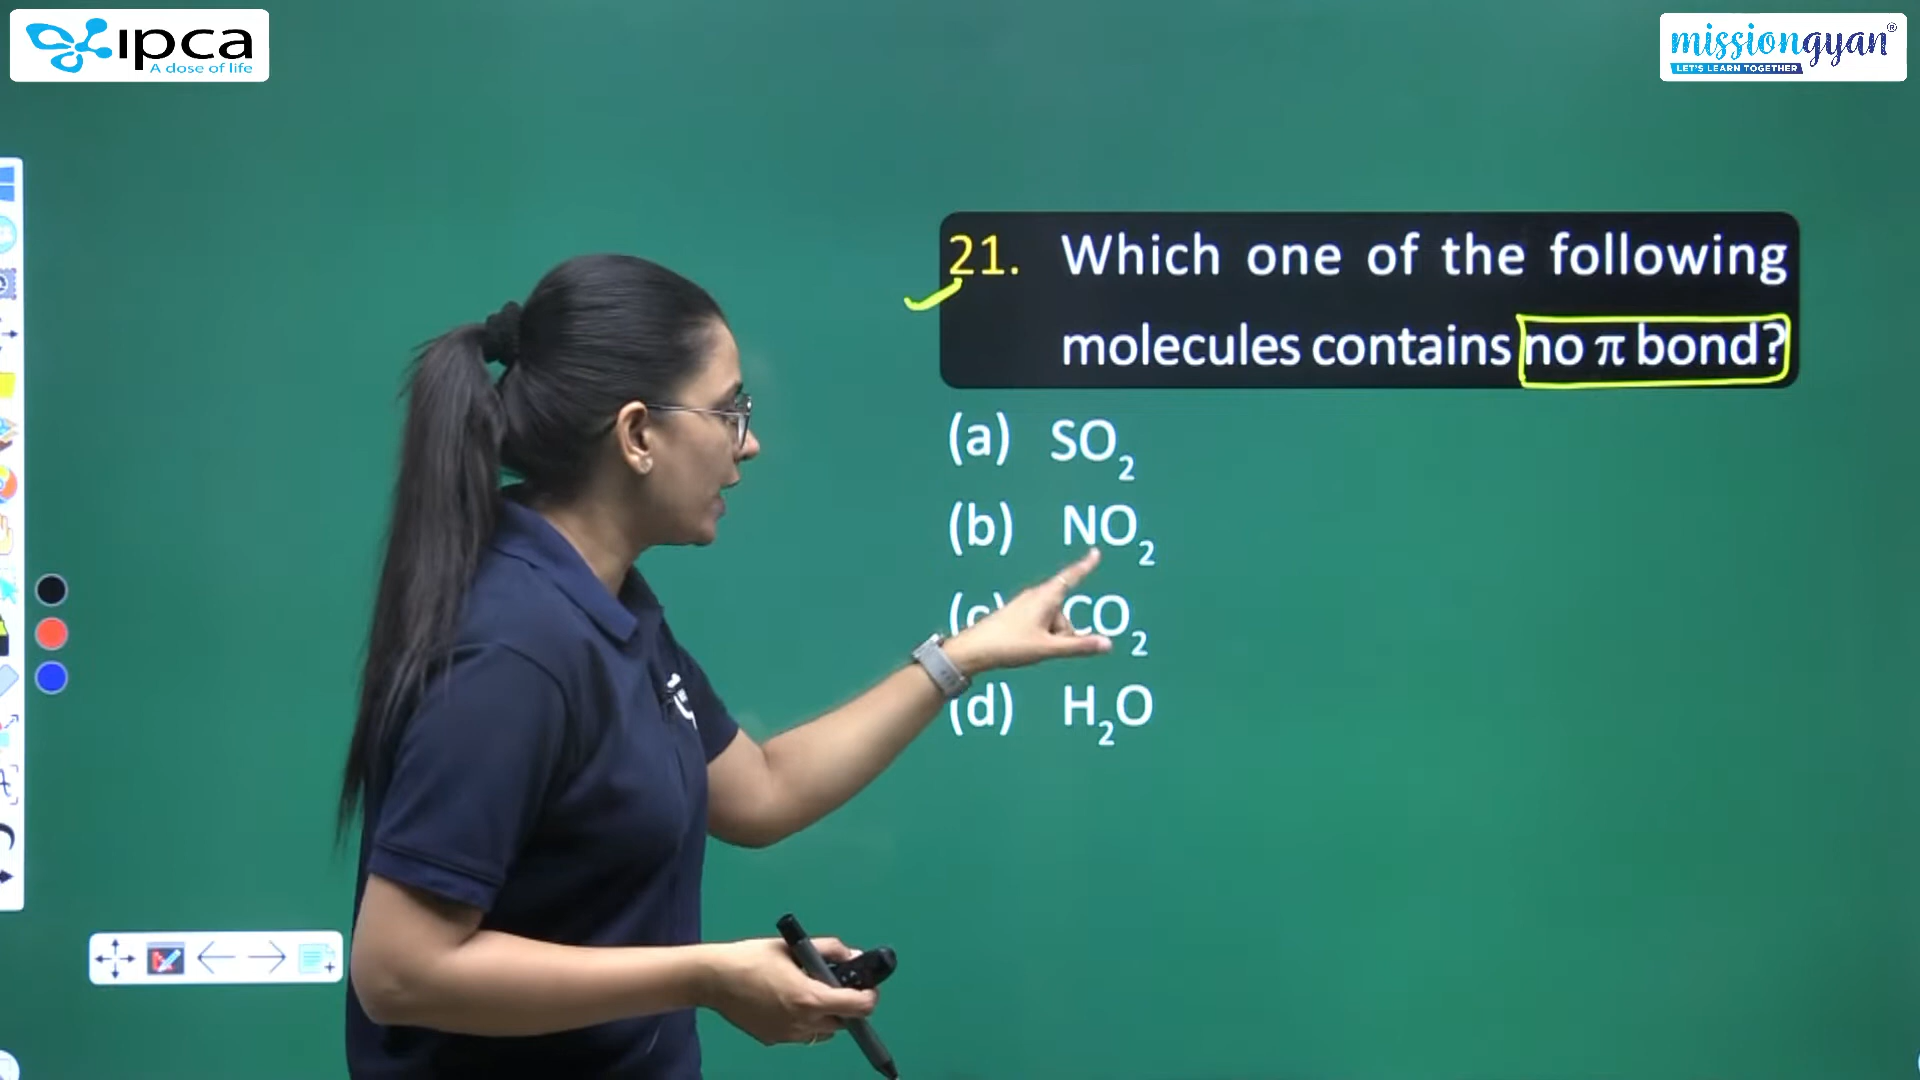 ipca
A dose of life
missiongyan®
LET'S LEARN TOGETHER
21. Which one of the following
molecules contains no π bond?
(a) SO₂
(b) NO₂
(c) CO₂
(d) H₂O